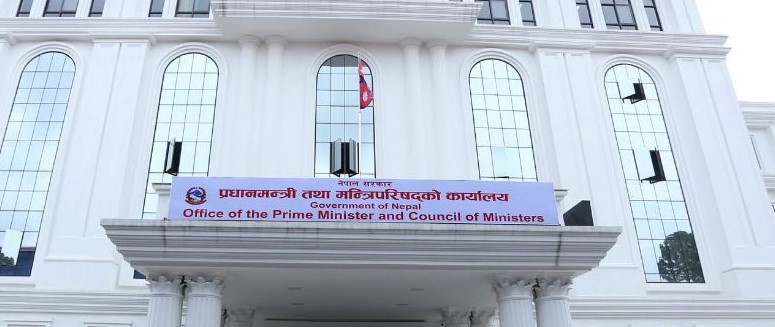 नेपाल सरकार
प्रधानमन्त्री तथा मन्त्रिपरिषद्को कार्यालय
Government of Nepal
Office of the Prime Minister and Council of Ministers